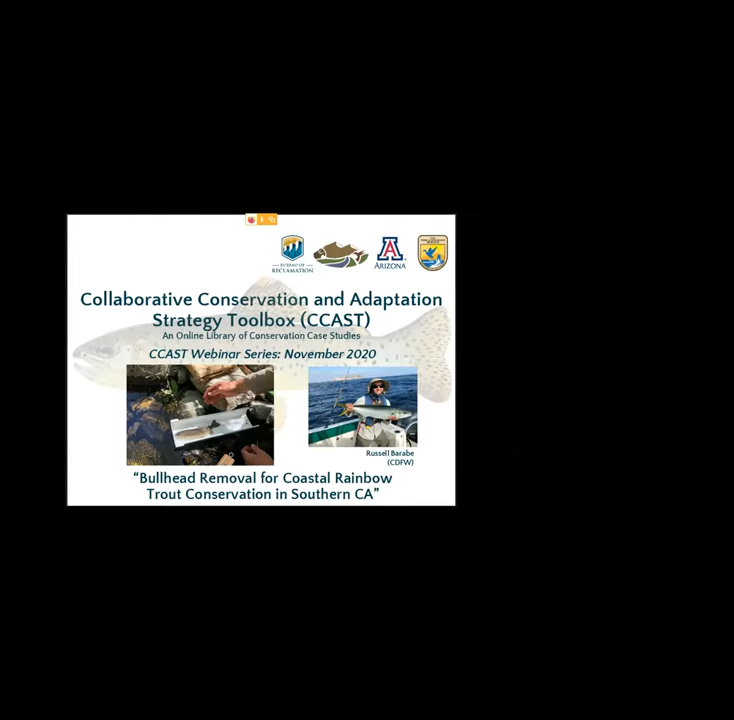 BUREAU OF
RECLAMATION
A
ARIZONA
Collaborative Conservation and Adaptation
Strategy Toolbox (CCAST)
An Online Library of Conservation Case Studies
CCAST Webinar Series: November 2020
Russell Barabe
(CDFW)
“Bullhead Removal for Coastal Rainbow
Trout Conservation in Southern CA”